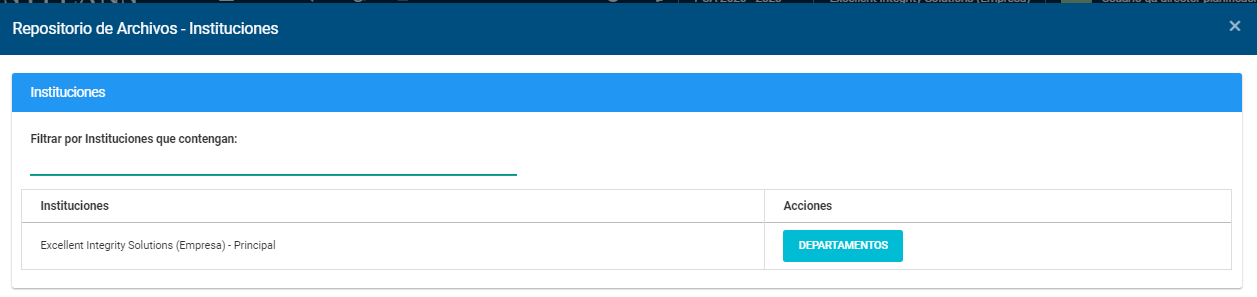 Repositorio de Archivos - Instituciones
×
Instituciones
Filtrar por Instituciones que contengan:
Instituciones Acciones
Excellent Integrity Solutions (Empresa) - Principal DEPARTAMENTOS